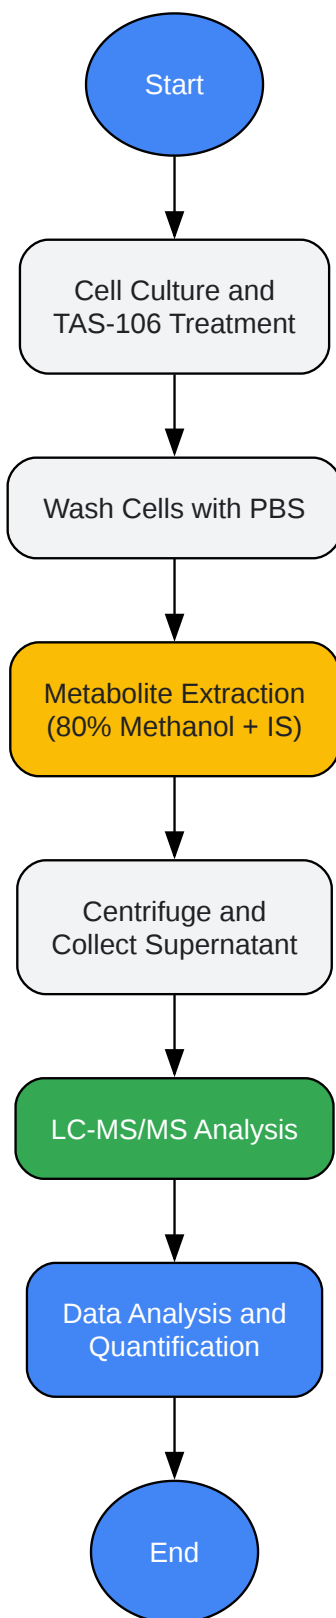 Start
Cell Culture and
TAS-106 Treatment
Wash Cells with PBS
Metabolite Extraction
(80% Methanol + IS)
Centrifuge and
Collect Supernatant
LC-MS/MS Analysis
Data Analysis and
Quantification
End